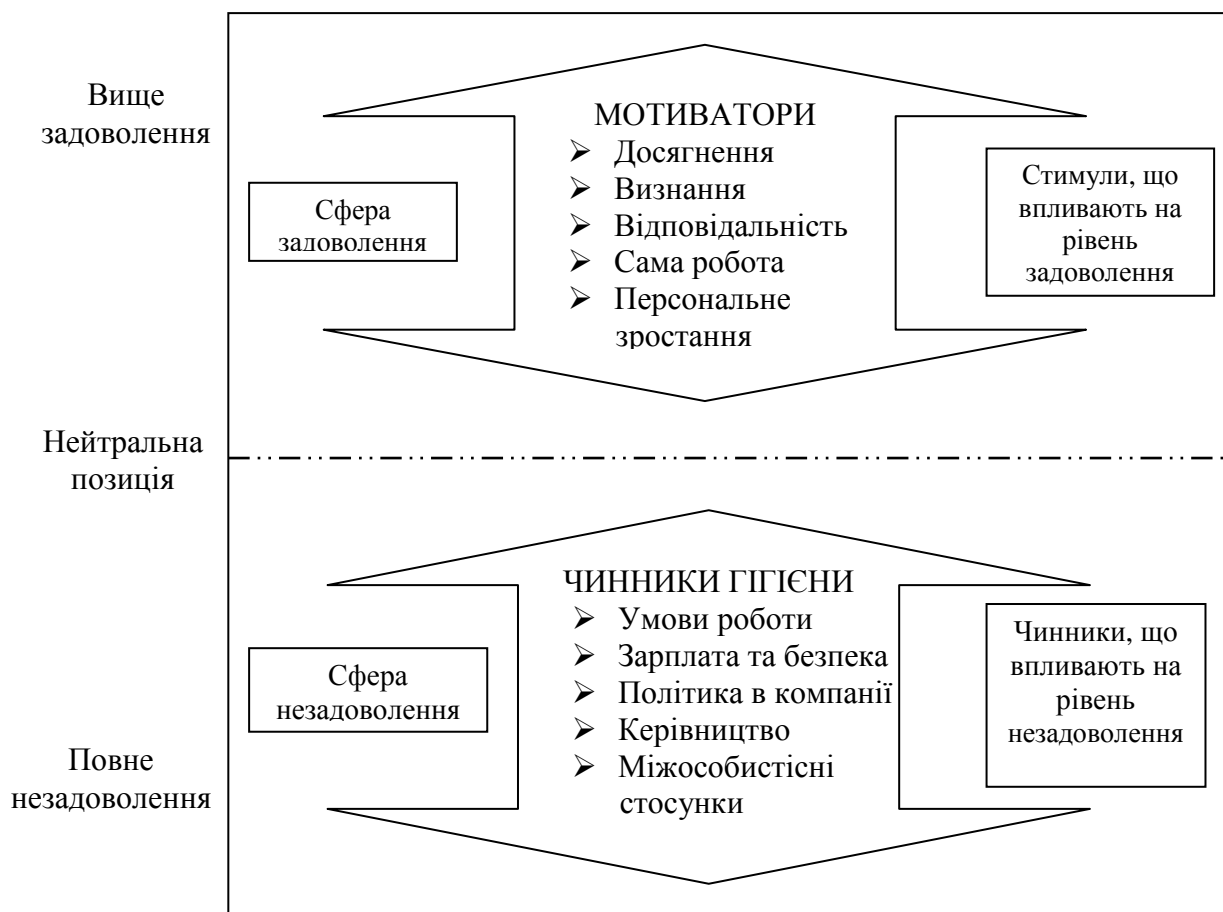 Вище
задоволення
МОТИВАТОРИ
Досягнення
Визнання
Відповідальність
Сама робота
Персональне
зростання
Сфера
задоволення
Стимули, що
впливають на
рівень
задоволення
Нейтральна
позиція
ЧИННИКИ ГІГІЄНИ
Умови роботи
Зарплата та безпека
Політика в компанії
Керівництво
Міжособистісні
стосунки
Сфера
незадоволення
Чинники, що
впливають на
рівень
незадоволення
Повне
незадоволення